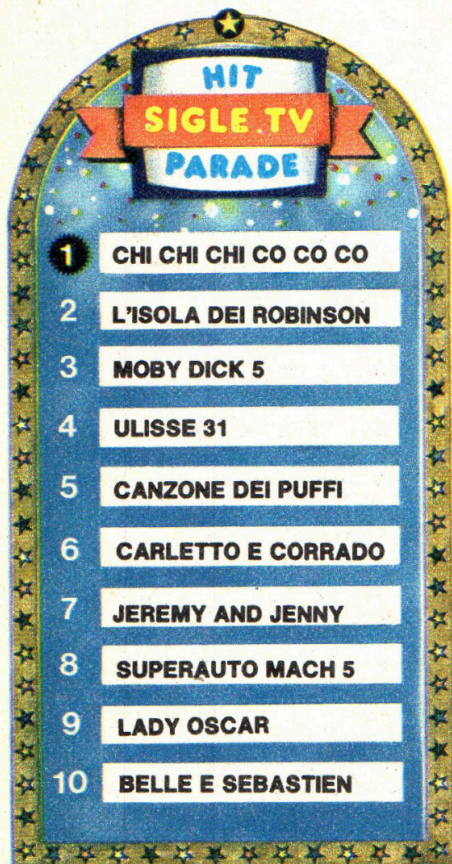 HIT
SIGLE TV
PARADE
1 CHI CHI CHI CO CO CO
2 L'ISOLA DEI ROBINSON
3 MOBY DICK 5
4 ULISSE 31
5 CANZONE DEI PUFFI
6 CARLETTO E CORRADO
7 JEREMY AND JENNY
8 SUPERAUTO MACH 5
9 LADY OSCAR
10 BELLE E SEBASTIEN